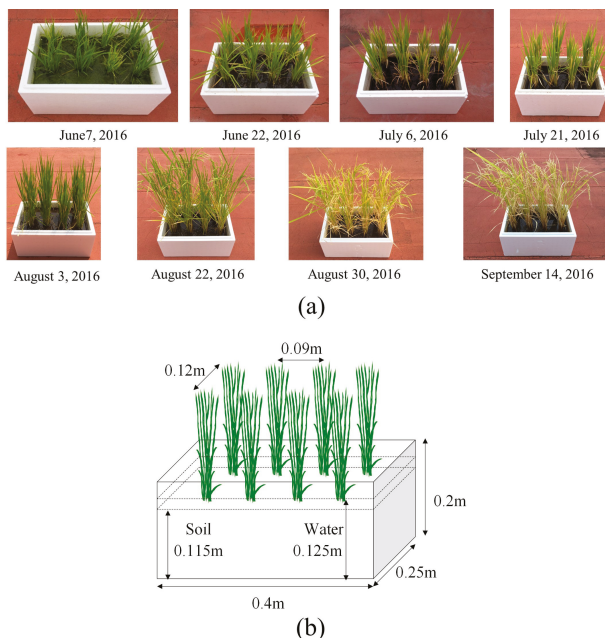 June7, 2016
June 22, 2016
July 6, 2016
July 21, 2016
August 3, 2016
August 22, 2016
August 30, 2016
September 14, 2016
(a)
0.09m
0.12m
0.2m
Soil
Water
0.115m
0.125m
0.25m
0.4m
(b)